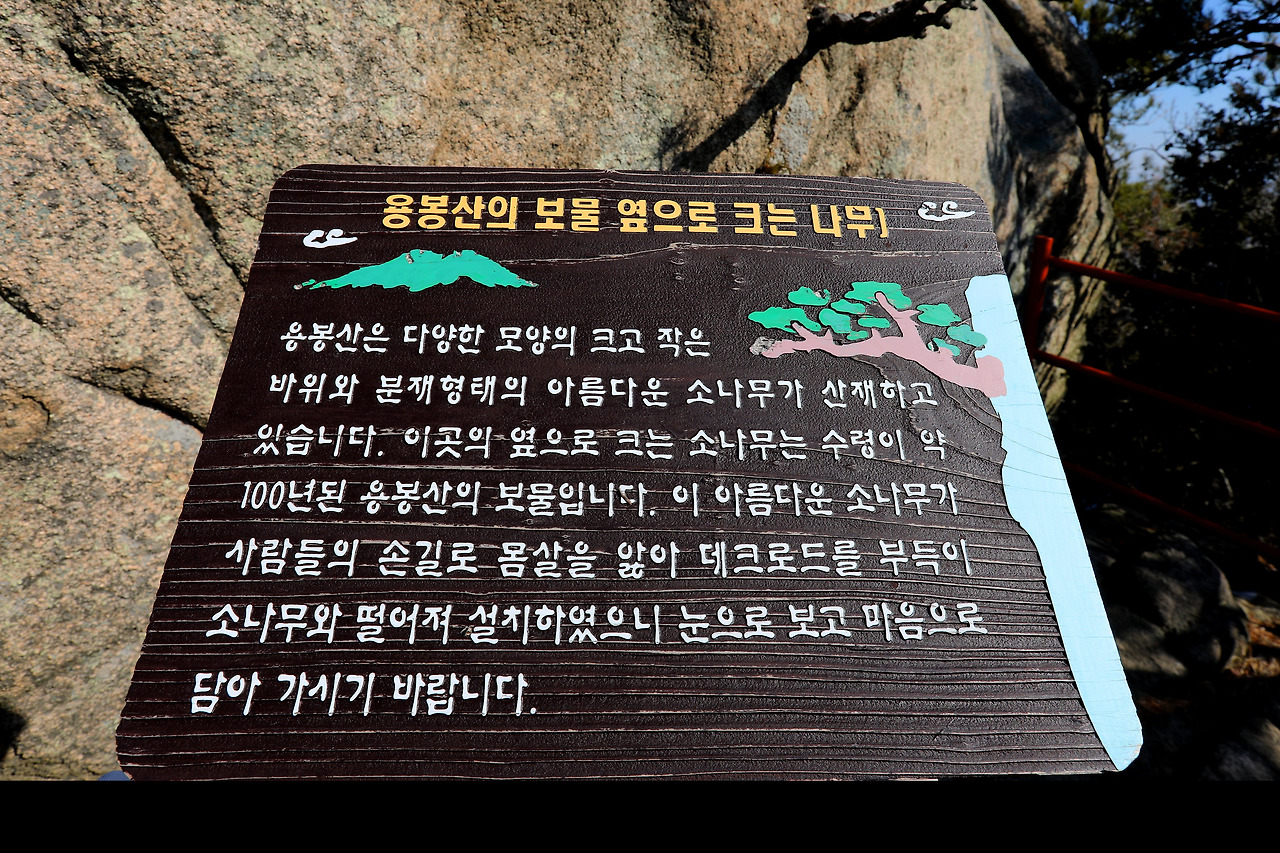 용봉산의 보물 옆으로 크는 나무]
용봉산은 다양한 모양의 크고 작은
바위와 분재형태의 아름다운 소나무가 산재하고
있습니다. 이곳의 옆으로 크는 소나무는 수령이 약
100년된 용봉산의 보물입니다. 이 아름다운 소나무가
사람들의 손길로 몸살을 앓아 데크로드를 부득이
소나무와 떨어져 설치하였으니 눈으로 보고 마음으로
담아 가시기 바랍니다.